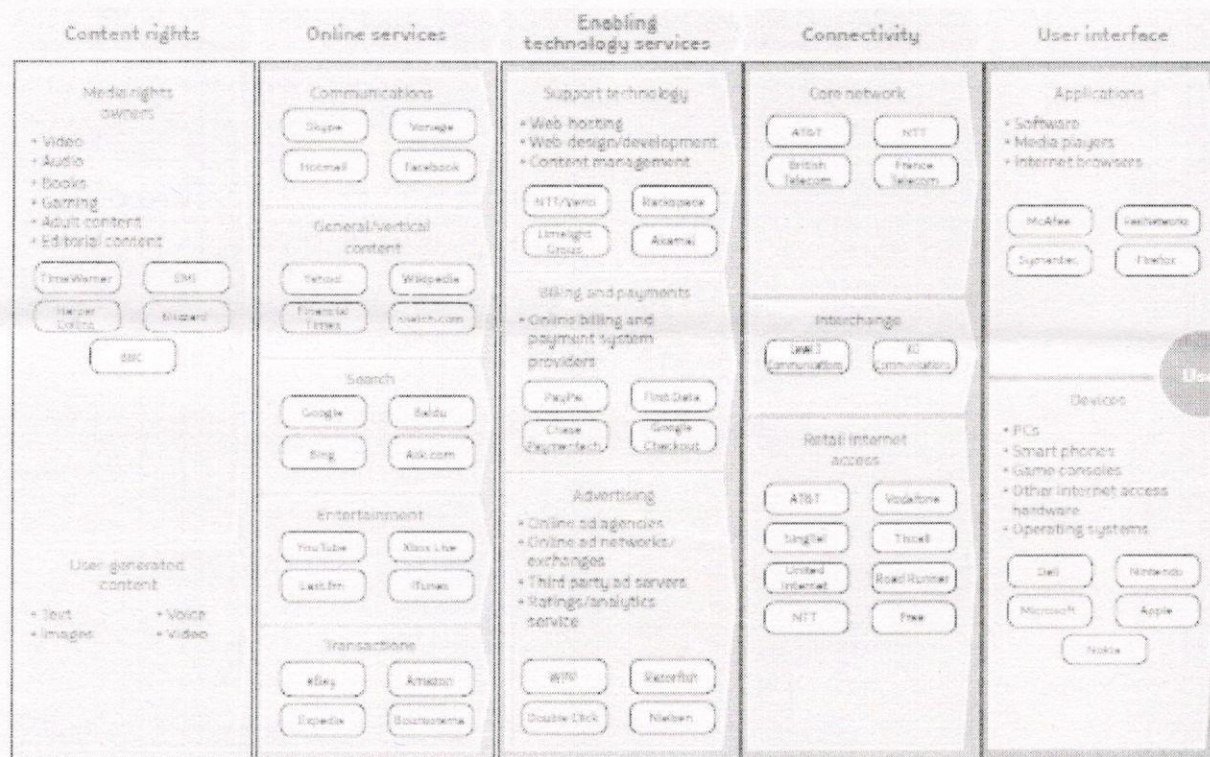 Content rights
Media rights
owners
• Video
• Audio
• Books
• Gaming
• Adult content
• Editorial content
Time Warner
EMI
Harper
Collins
Blizzard
BBC
User generated
content
• Text
• Voice
• Images
• Video
Online services
Communications
Skype
Vonage
Hotmail
Facebook
General/Vertical
content
Yahoo!
Wikipedia
Financial
Times
Search
Google
Baidu
Bing
Ask.com
Entertainment
YouTube
Xbox Live
Last.fm
iTunes
Transactions
eBay
Amazon
Expedia
Boursorama
Enabling
technology services
Support technology
• Web hosting
• Web design/development
• Content management
NTT/Verio
Rackspace
Limelight
Group
Akamai
Billing and payments
• Online billing and
payment system
providers
PayPal
First Data
Chase
Paymentech
Google
Checkout
Advertising
• Online ad agencies
• Online ad networks/
exchanges
• Third party ad servers
• Ratings/analytics
service
WPP
Razorfish
Double Click
Nielsen
Connectivity
Core network
AT&T
NTT
British
Telecom
France
Telecom
Interchange
Level 3
Communications
XO
Communications
Retail internet
access
AT&T
Vodafone
SingTel
Tiscali
United
Internet
Road Runner
NTT
Free
User interface
Applications
• Software
• Media players
• Internet browsers
McAfee
RealNetworks
Symantec
Firefox
Devices
• PCs
• Smart phones
• Game consoles
• Other internet access
hardware
• Operating systems
Dell
Nintendo
Microsoft
Apple
Nokia